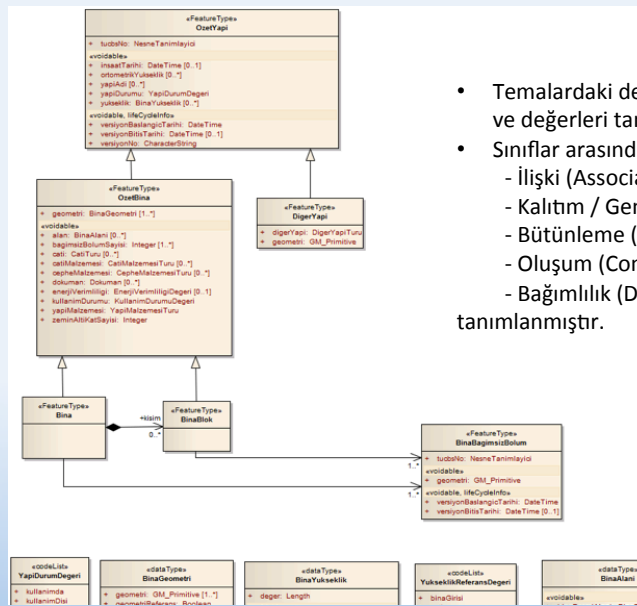 «FeatureType»
OzetYapi
+ tucbsNo: NesneTanimlayici
«voidable»
+ insaatTarihi: DateTime [0..1]
+ ortometrikYukseklik [0..*]
+ yapiAdi [0..*]
+ yapiDurumu: YapiDurumDegeri
+ yukseklik: BinaYukseklik [0..*]
«voidable, lifeCycleInfo»
+ versiyonBaslangicTarihi: DateTime
+ versiyonBitisTarihi: DateTime [0..1]
+ versiyonNo: CharacterString
• Temalardaki
ve değerleri
• Sınıflar
- İlişki
- Kalıtım /
- Bütünleme
- Oluşum
- Bağımlılık
tanımlanmıştır.
«FeatureType»
OzetBina
+ geometri: BinaGeometri [1..*]
«voidable»
+ alan: BinaAlani [0..*]
+ bagimsizBolumSayisi: Integer [1..*]
+ cati: CatiTuru [0..*]
+ catiMalzemesi: CatiMalzemesiTuru [0..*]
+ cepheMalzemesi: CepheMalzemesiTuru [0..*]
+ dokuman: Dokuman [0..*]
+ enerjiVerimliligi: EnerjiVerimliligiDegeri [0..1]
+ kullanimDurumu: KullanimDurumuDegeri
+ yapiMalzemesi: YapiMalzemesiTuru
+ zeminAltiKatSayisi: Integer
«FeatureType»
DigerYapi
+ digerYapi: DigerYapiTuru
+ geometri: GM_Primitive
«FeatureType»
Bina
+kisim
0..*
«FeatureType»
BinaBlok
«FeatureType»
BinaBagimsizBolum
+ tucbsNo: NesneTanimlayici
«voidable»
+ geometri: GM_Primitive
«voidable, lifeCycleInfo»
+ versiyonBaslangicTarihi: DateTime
+ versiyonBitisTarihi: DateTime [0..1]
1..*
1..*
«codeList»
YapiDurumDegeri
+ kullanimda
+ kullanimDisi
«dataType»
BinaGeometri
+ geometri: GM_Primitive [1..*]
+ geometriReferans: Boolean
«dataType»
BinaYukseklik
+ deger: Length
«codeList»
YukseklikReferansDegeri
+ binaGirisi
«dataType»
BinaAlani
«voidable»